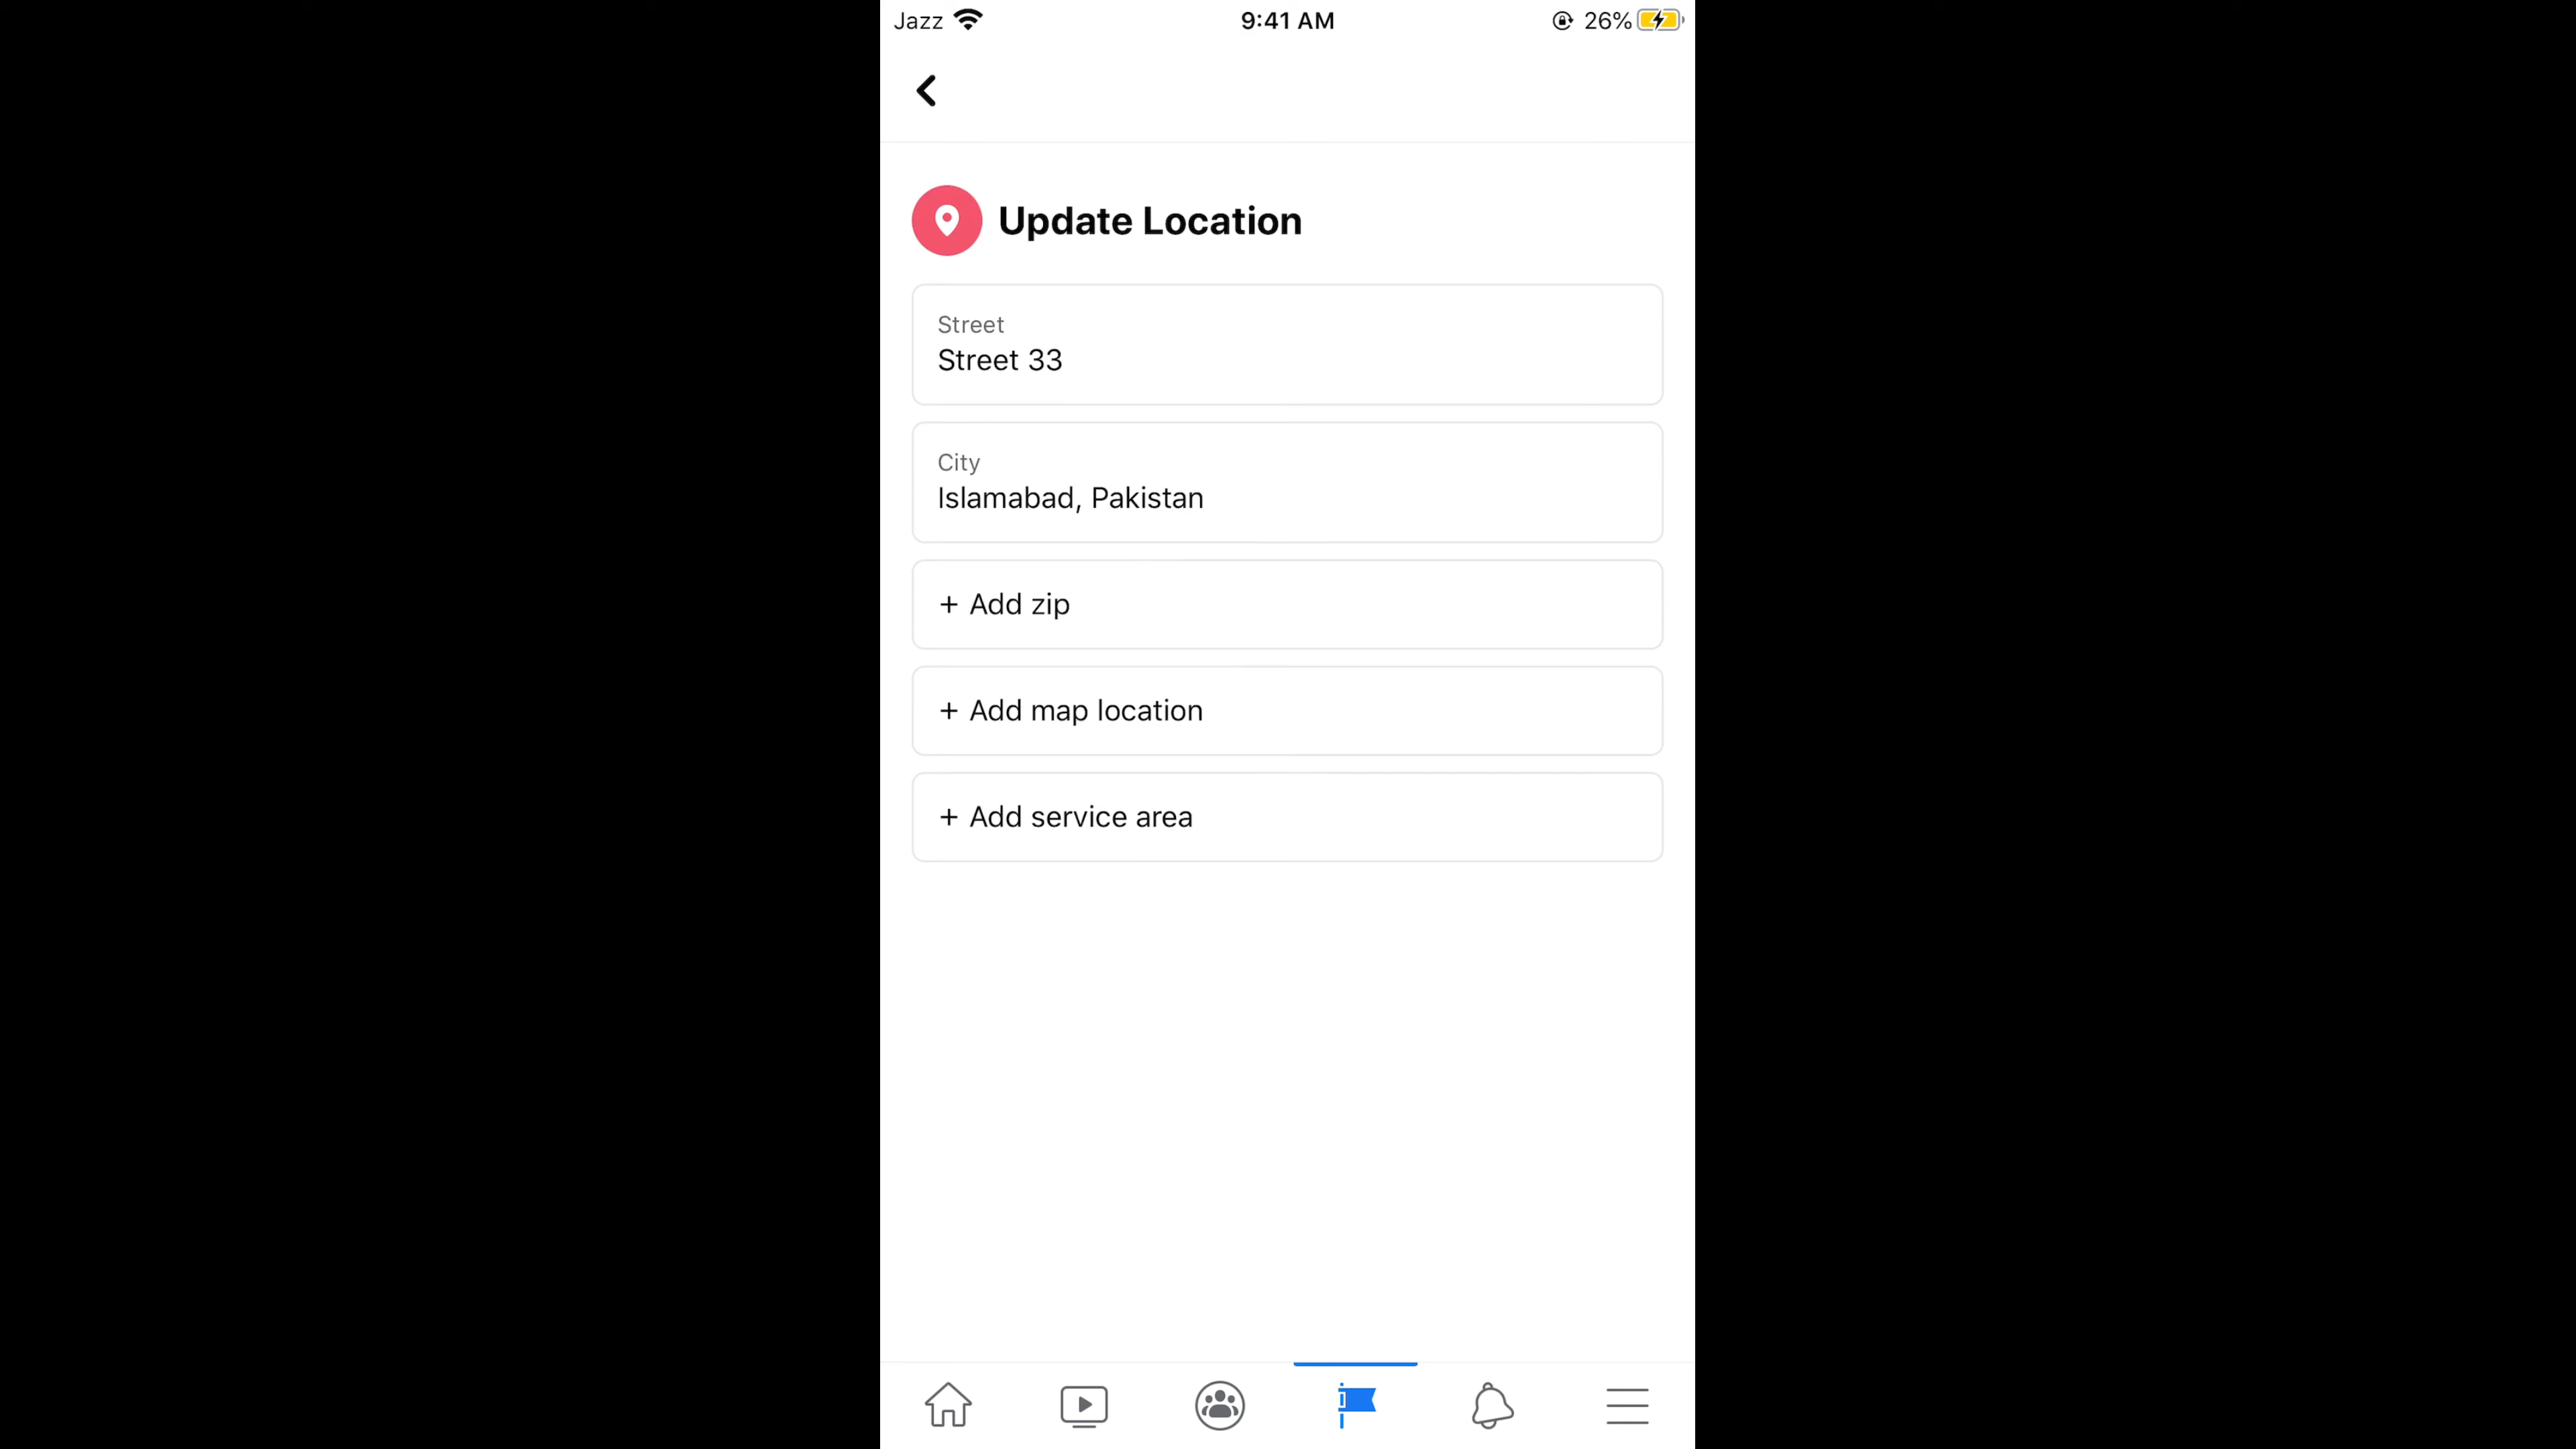 Jazz 9:41 AM 26%
Update Location
Street
Street 33
City
Islamabad, Pakistan
+ Add zip
+ Add map location
+ Add service area